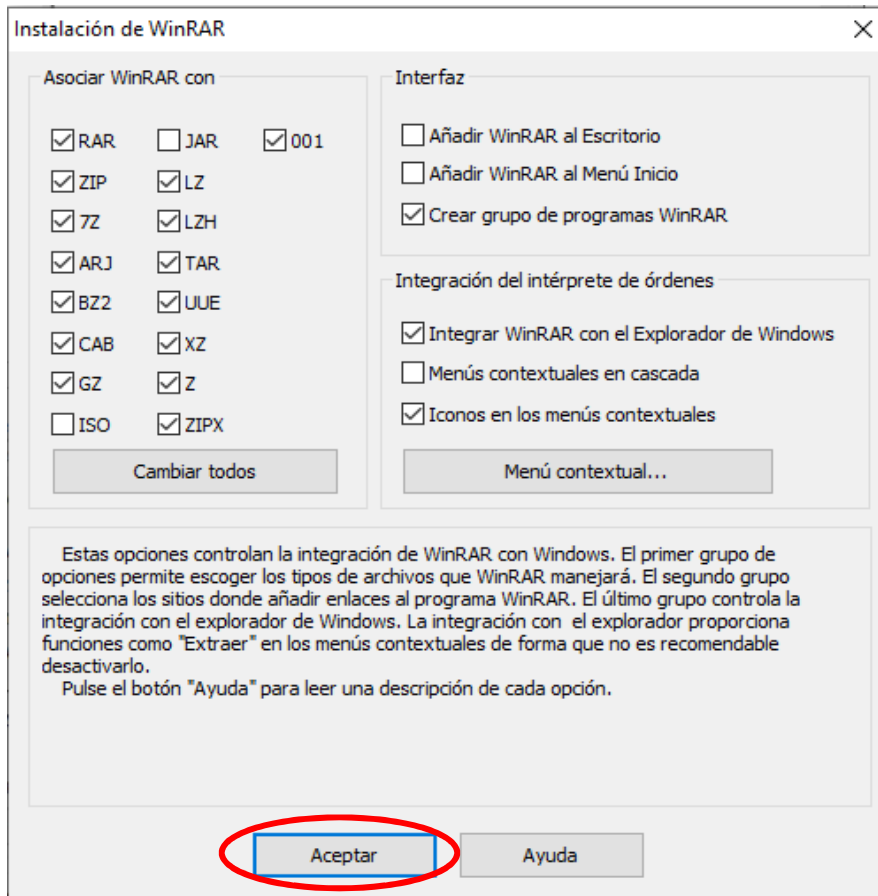 Instalación de WinRAR
Asociar WinRAR con
RAR
JAR
001
ZIP
LZ
7Z
LZH
ARJ
TAR
BZ2
UUE
CAB
XZ
GZ
Z
ISO
ZIPX
Cambiar todos
Interfaz
Añadir WinRAR al Escritorio
Añadir WinRAR al Menú Inicio
Crear grupo de programas WinRAR
Integración del intérprete de órdenes
Integrar WinRAR con el Explorador de Windows
Menús contextuales en cascada
Iconos en los menús contextuales
Menú contextual...
Estas opciones controlan la integración de WinRAR con Windows. El primer grupo de
opciones permite escoger los tipos de archivos que WinRAR manejará. El segundo grupo
selecciona los sitios donde añadir enlaces al programa WinRAR. El último grupo controla la
integración con el explorador de Windows. La integración con el explorador proporciona
funciones como "Extraer" en los menús contextuales de forma que no es recomendable
desactivarlo.
Pulse el botón "Ayuda" para leer una descripción de cada opción.
Aceptar
Ayuda